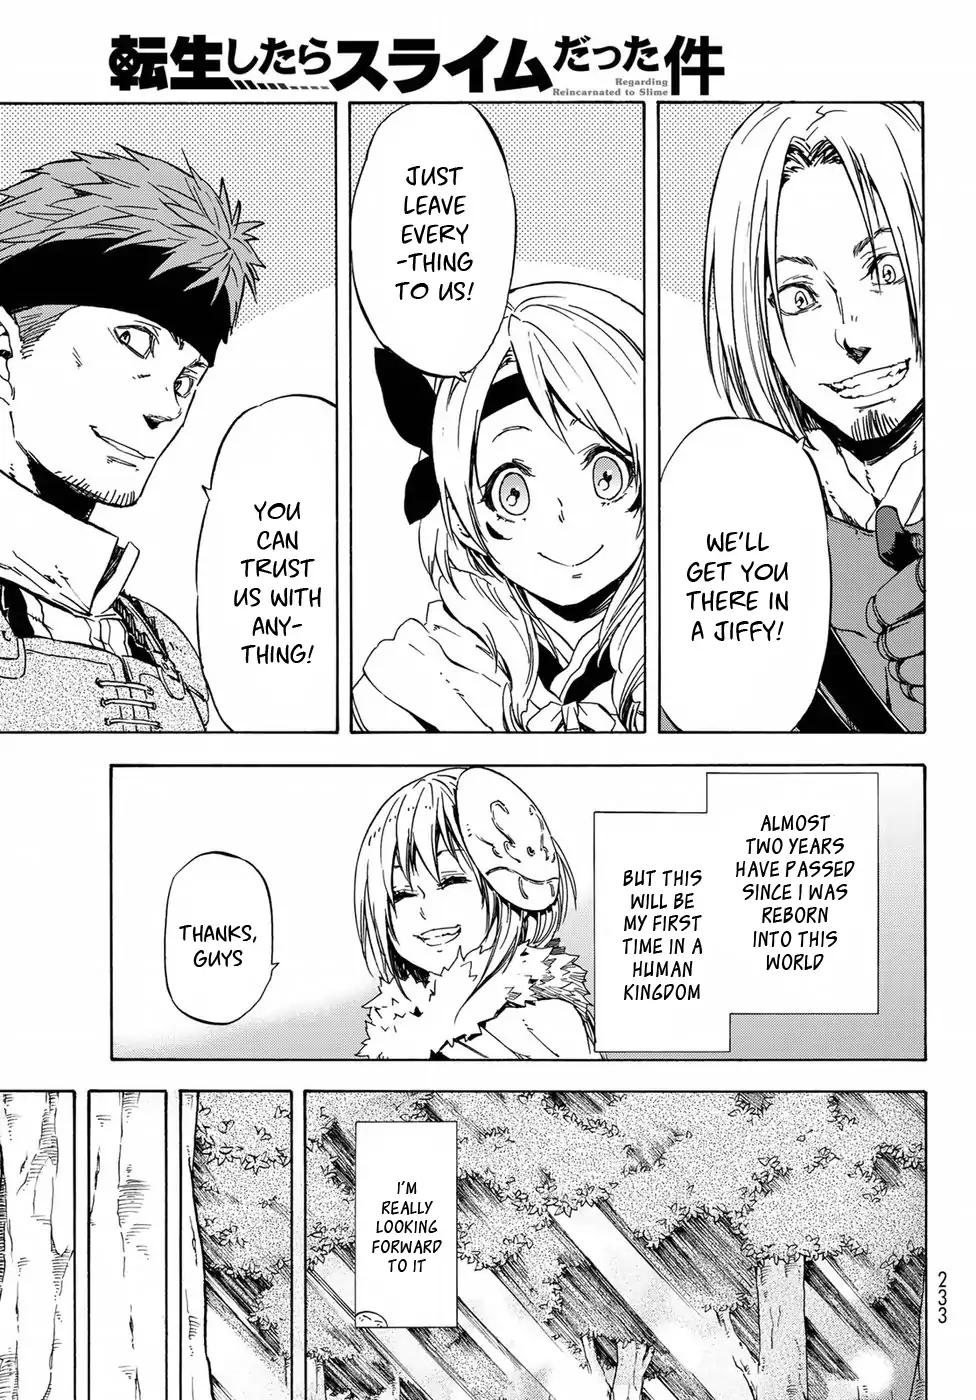 転生したらスライムだった件
Regarding
Reincarnated to Slime
WE'LL
GET YOU
THERE IN
A JIFFY!
JUST
LEAVE
EVERY
-THING
TO US!
YOU
CAN
TRUST
US WITH
ANY-
THING!
ALMOST
TWO YEARS
HAVE PASSED
SINCE I WAS
REBORN
INTO THIS
WORLD
BUT THIS
WILL BE
MY FIRST
TIME IN A
HUMAN
KINGDOM
THANKS,
GUYS
I'M
REALLY
LOOKING
FORWARD
TO IT
233